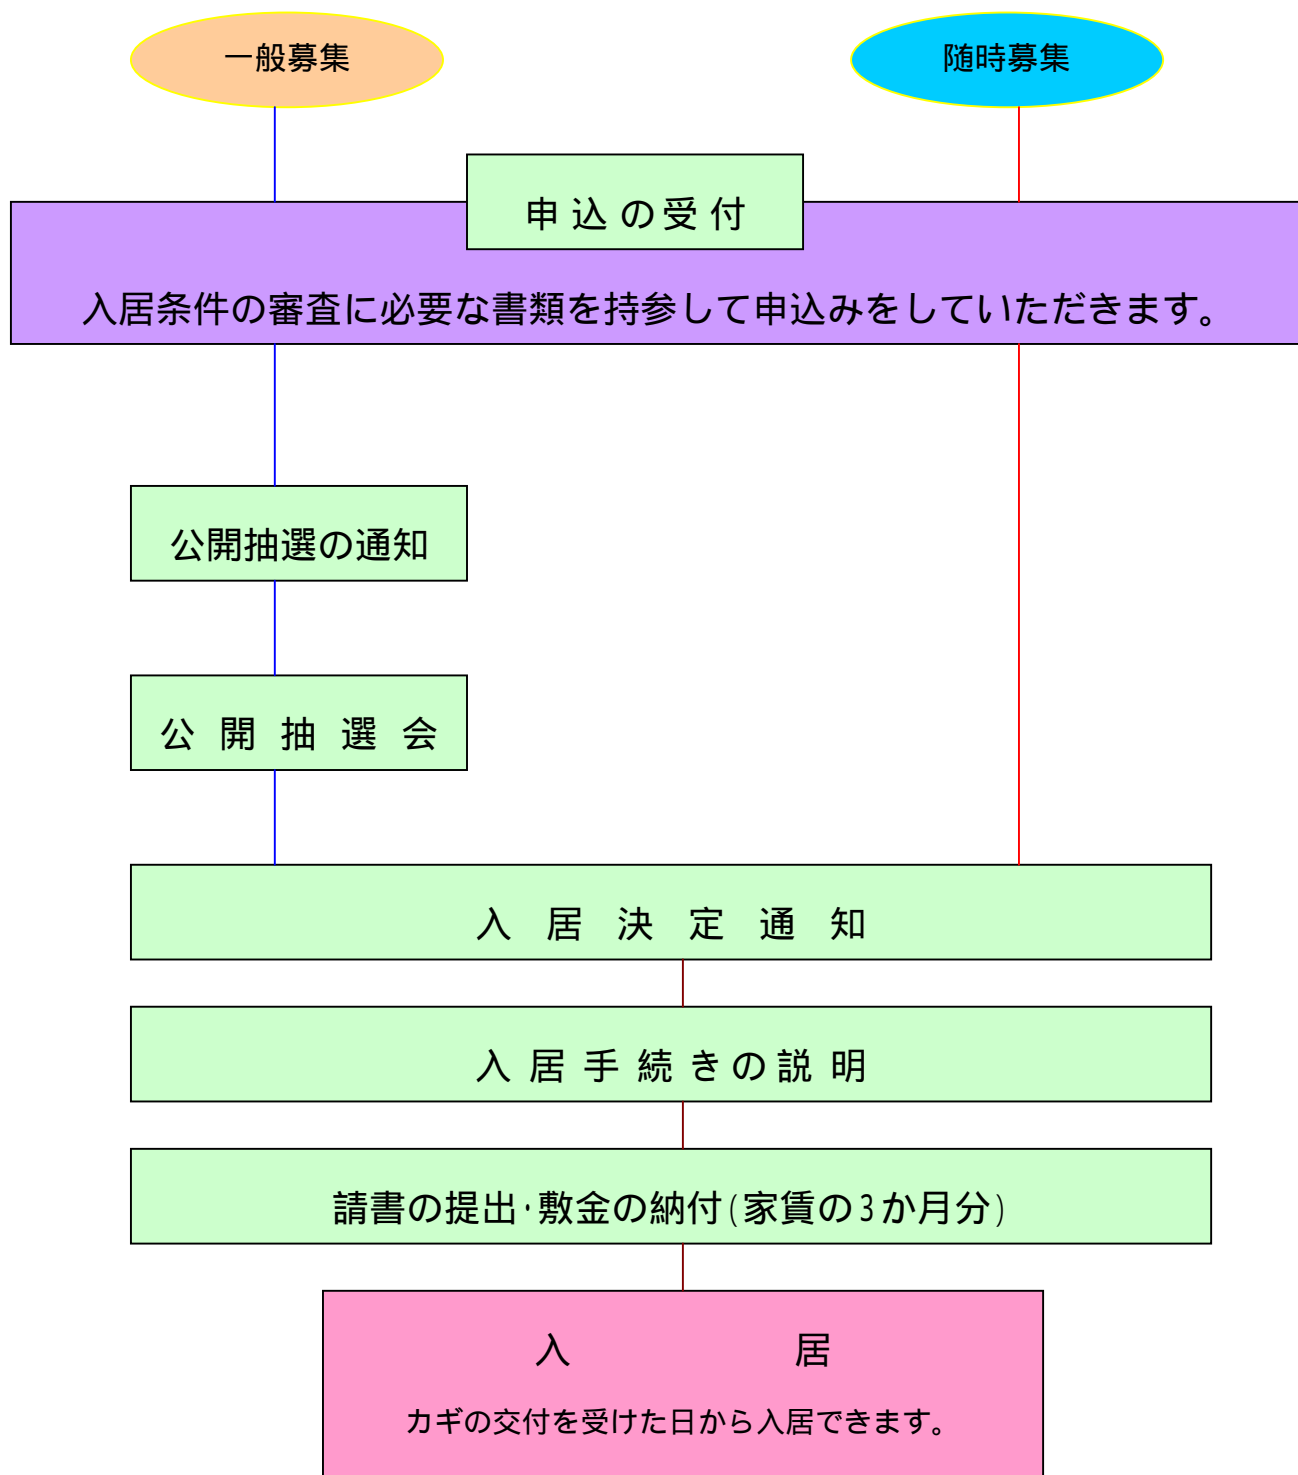 一般募集
随時募集
申込の受付
入居条件の審査に必要な書類を持参して申込みをしていただきます。
公開抽選の通知
公開抽選会
入居決定通知
入居手続きの説明
請書の提出・敷金の納付(家賃の3か月分)
入居
カギの交付を受けた日から入居できます。